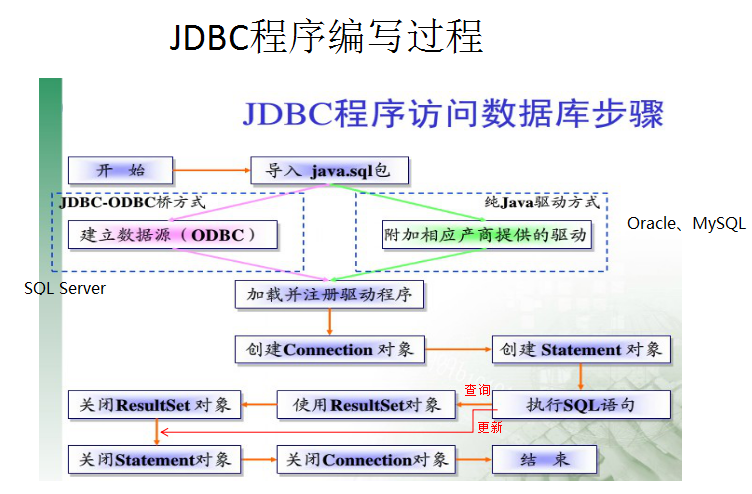 JDBC程序编写过程
JDBC程序访问数据库步骤
开 始
导入 java.sql包
JDBC-ODBC桥方式
纯Java驱动方式
建立数据源（ODBC）
附加相应产商提供的驱动
Oracle、MySQL
SQL Server
加载并注册驱动程序
创建Connection 对象
创建 Statement 对象
关闭ResultSet 对象
使用ResultSet对象
查询
执行SQL语句
更新
关闭Statement对象
关闭Connection对象
结 束